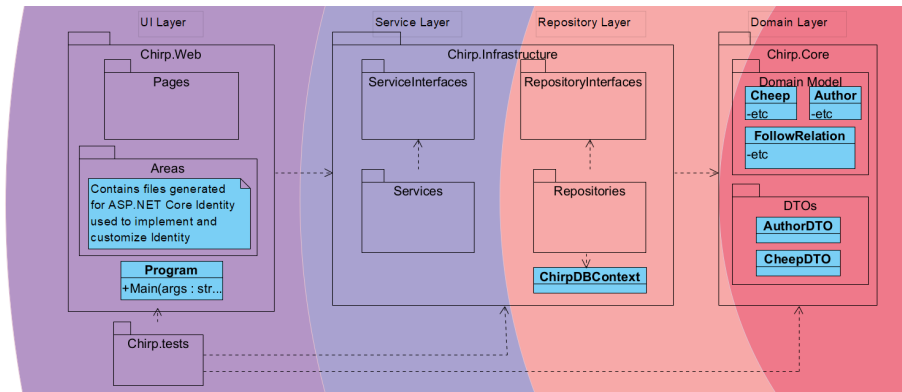 UI Layer
Service Layer
Repository Layer
Domain Layer
Chirp.Web
Pages
Areas
Contains files generated
for ASP.NET Core Identity
used to implement and
customize Identity
Program
+Main(args : str...
Chirp.tests
Chirp.Infrastructure
ServiceInterfaces
Services
RepositoryInterfaces
Repositories
ChirpDBContext
Chirp.Core
Domain Model
Cheep
-etc
Author
-etc
FollowRelation
-etc
DTOs
AuthorDTO
CheepDTO